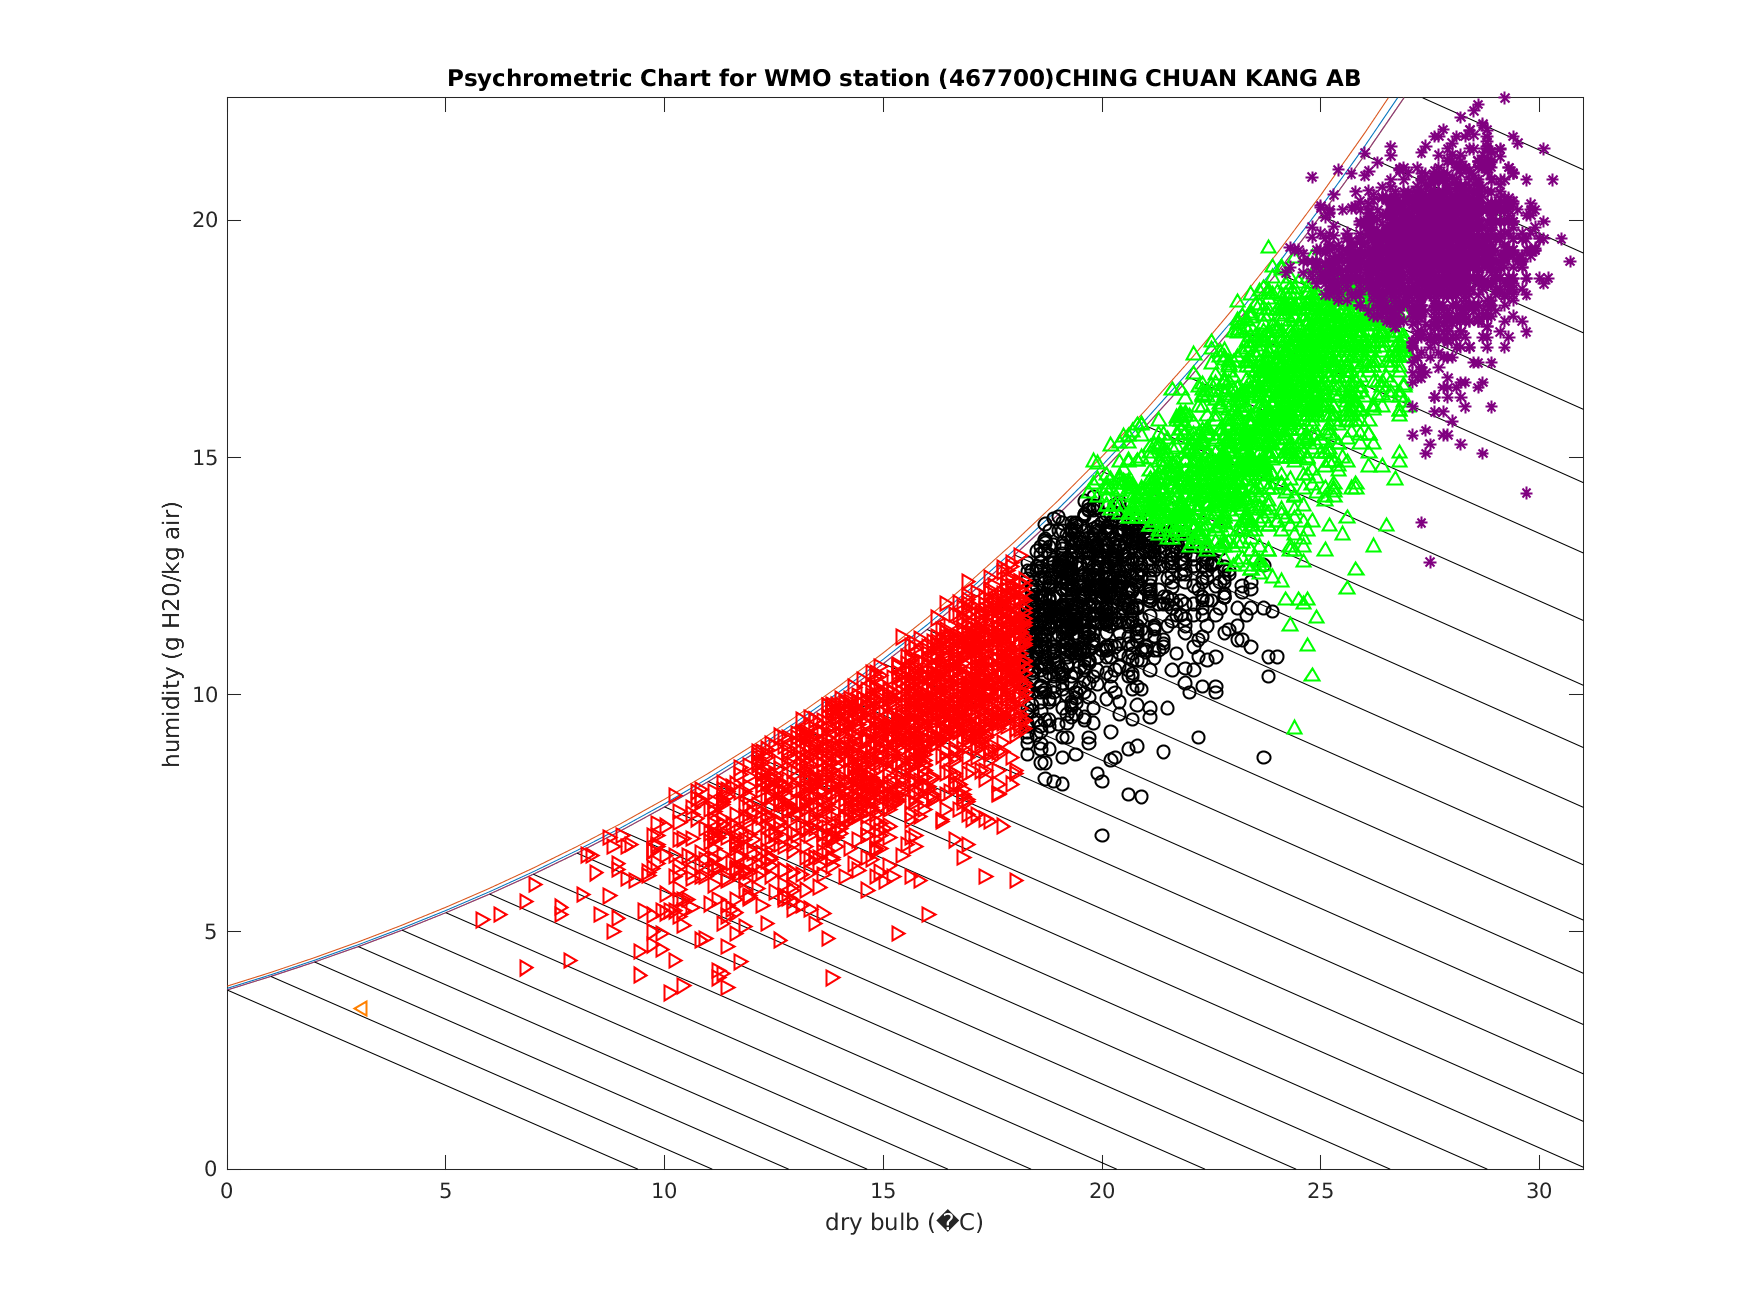 Psychrometric Chart for WMO station (467700)CHING CHUAN KANG AB
humidity (g H20/kg air)
20
15
10
5
0
0 5 10 15 20 25 30
dry bulb (�C)